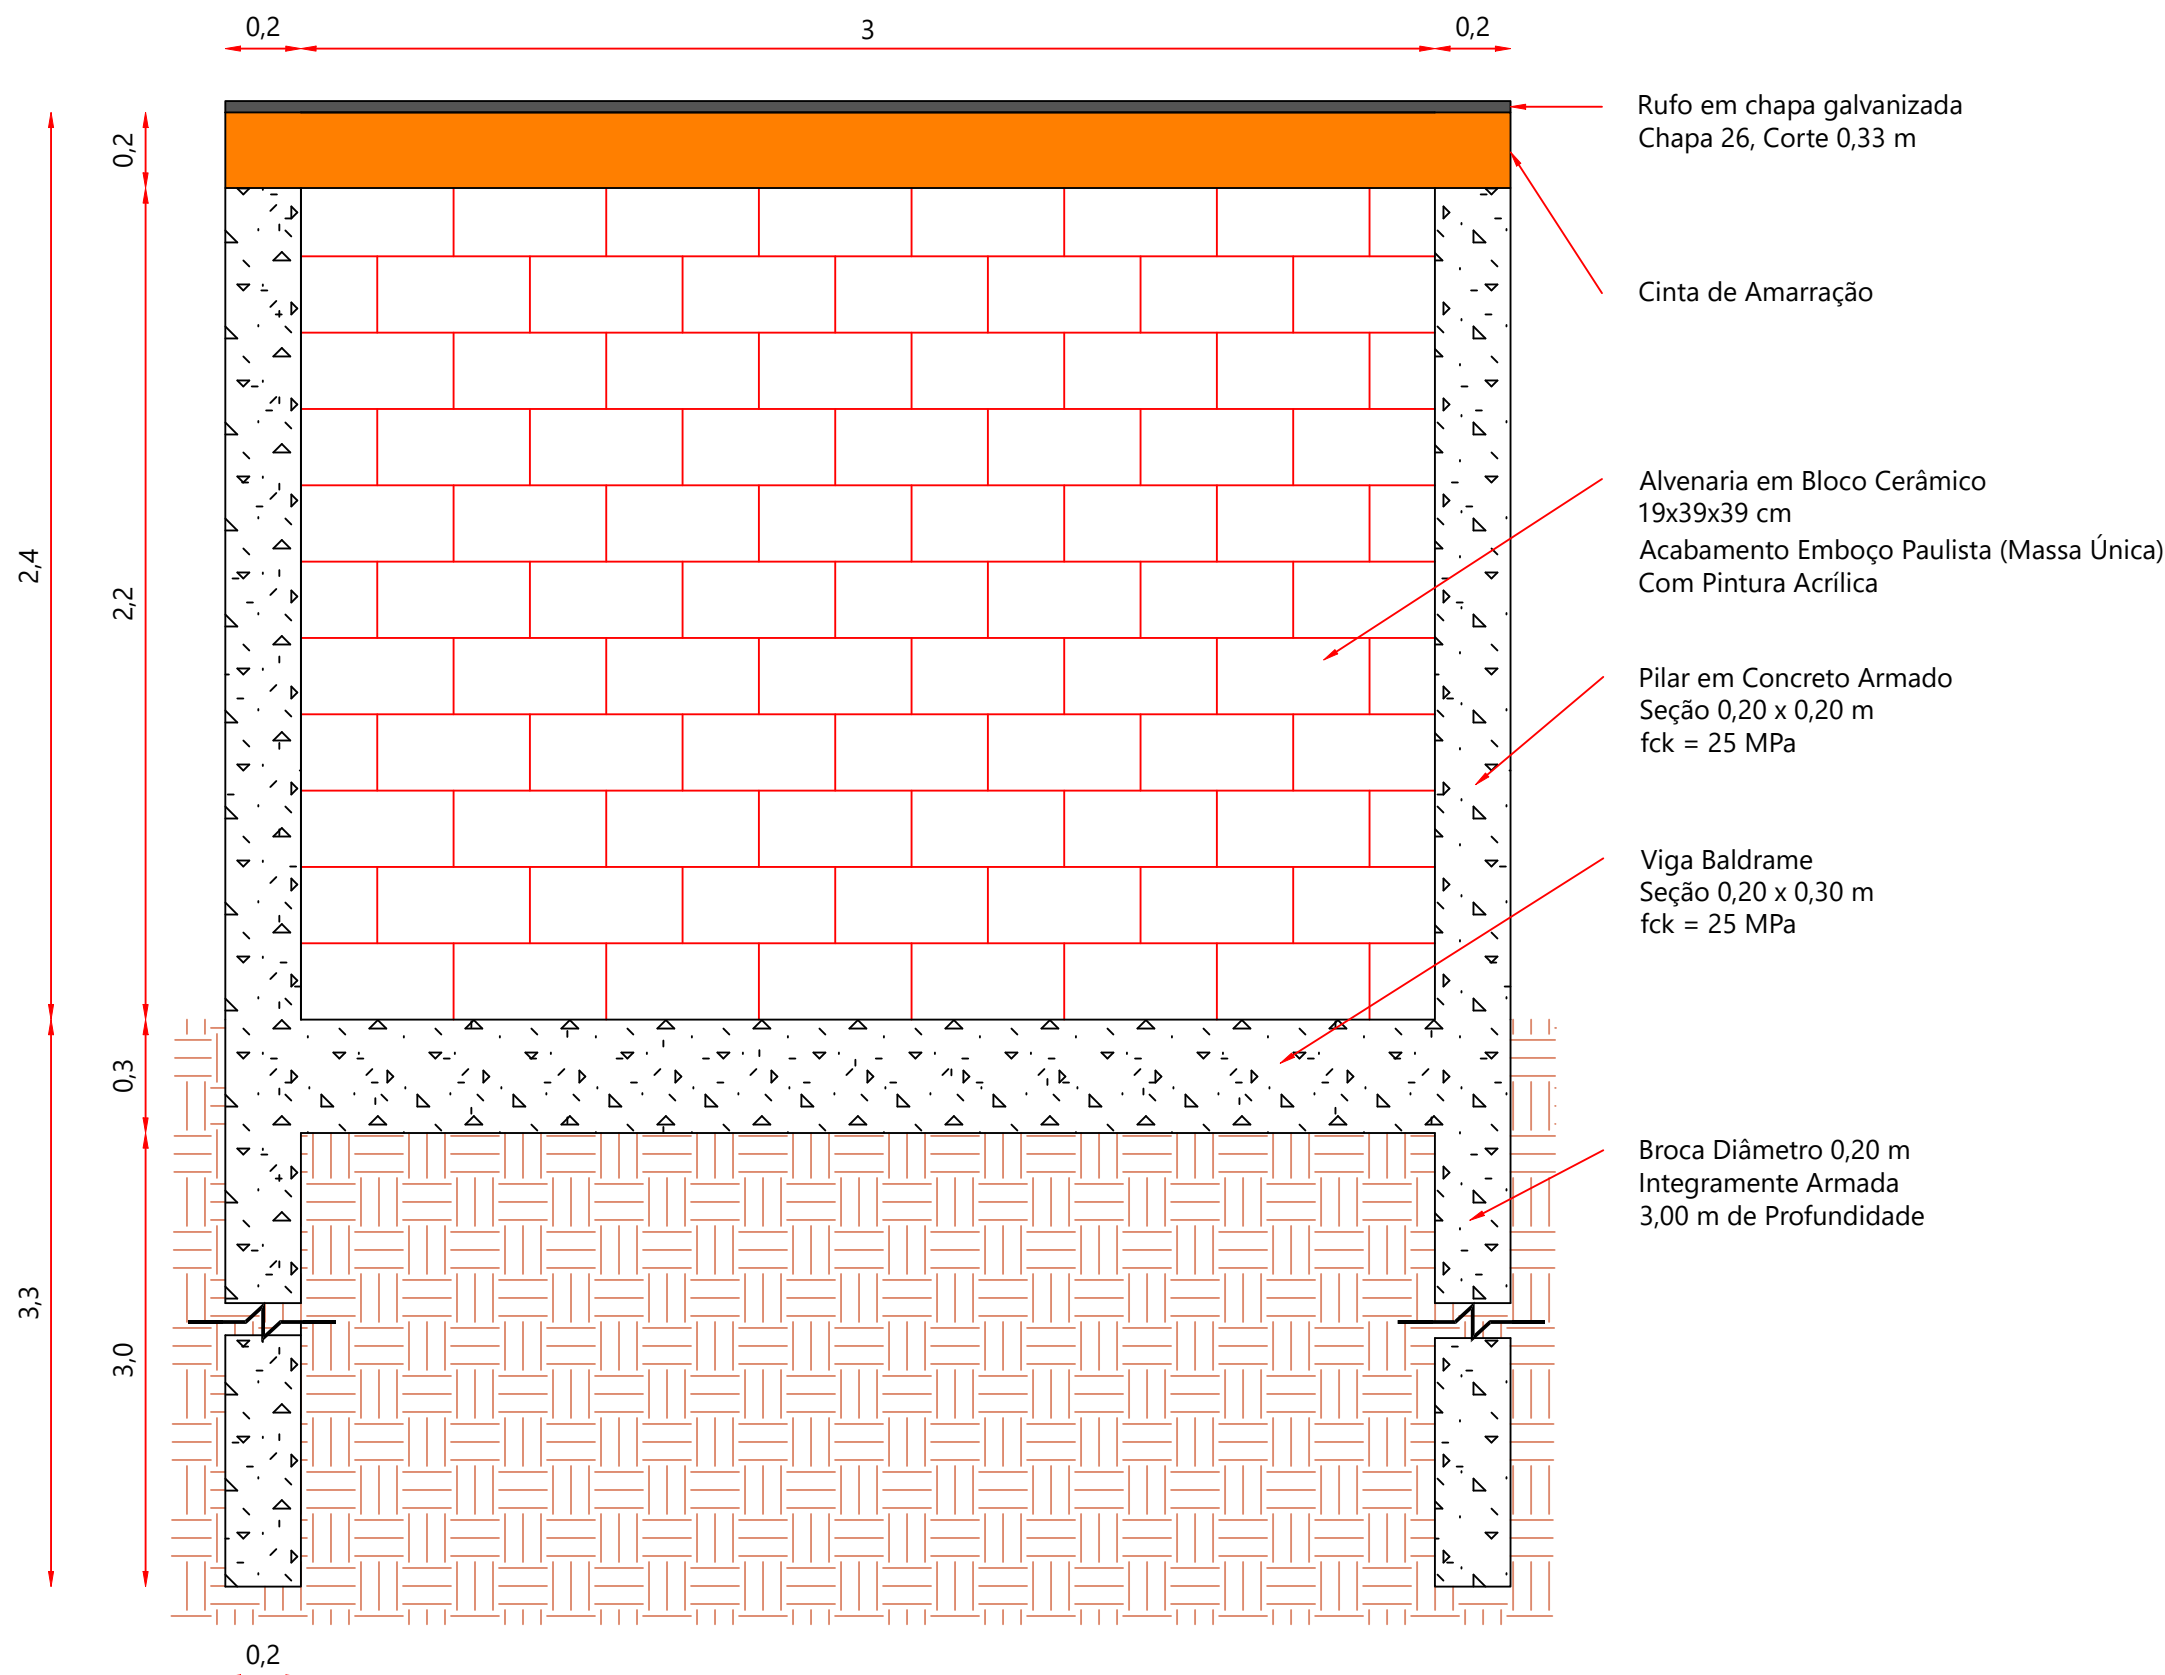 0,2
3
0,2
Rufo em chapa galvanizada
Chapa 26, Corte 0,33 m
0,2
Cinta de Amarração
Alvenaria em Bloco Cerâmico
19x39x39 cm
Acabamento Emboço Paulista (Massa Única)
Com Pintura Acrílica
2,4
2,2
Pilar em Concreto Armado
Seção 0,20 x 0,20 m
fck = 25 MPa
Viga Baldrame
Seção 0,20 x 0,30 m
fck = 25 MPa
0,3
Broca Diâmetro 0,20 m
Integramente Armada
3,00 m de Profundidade
3,3
3,0
0,2